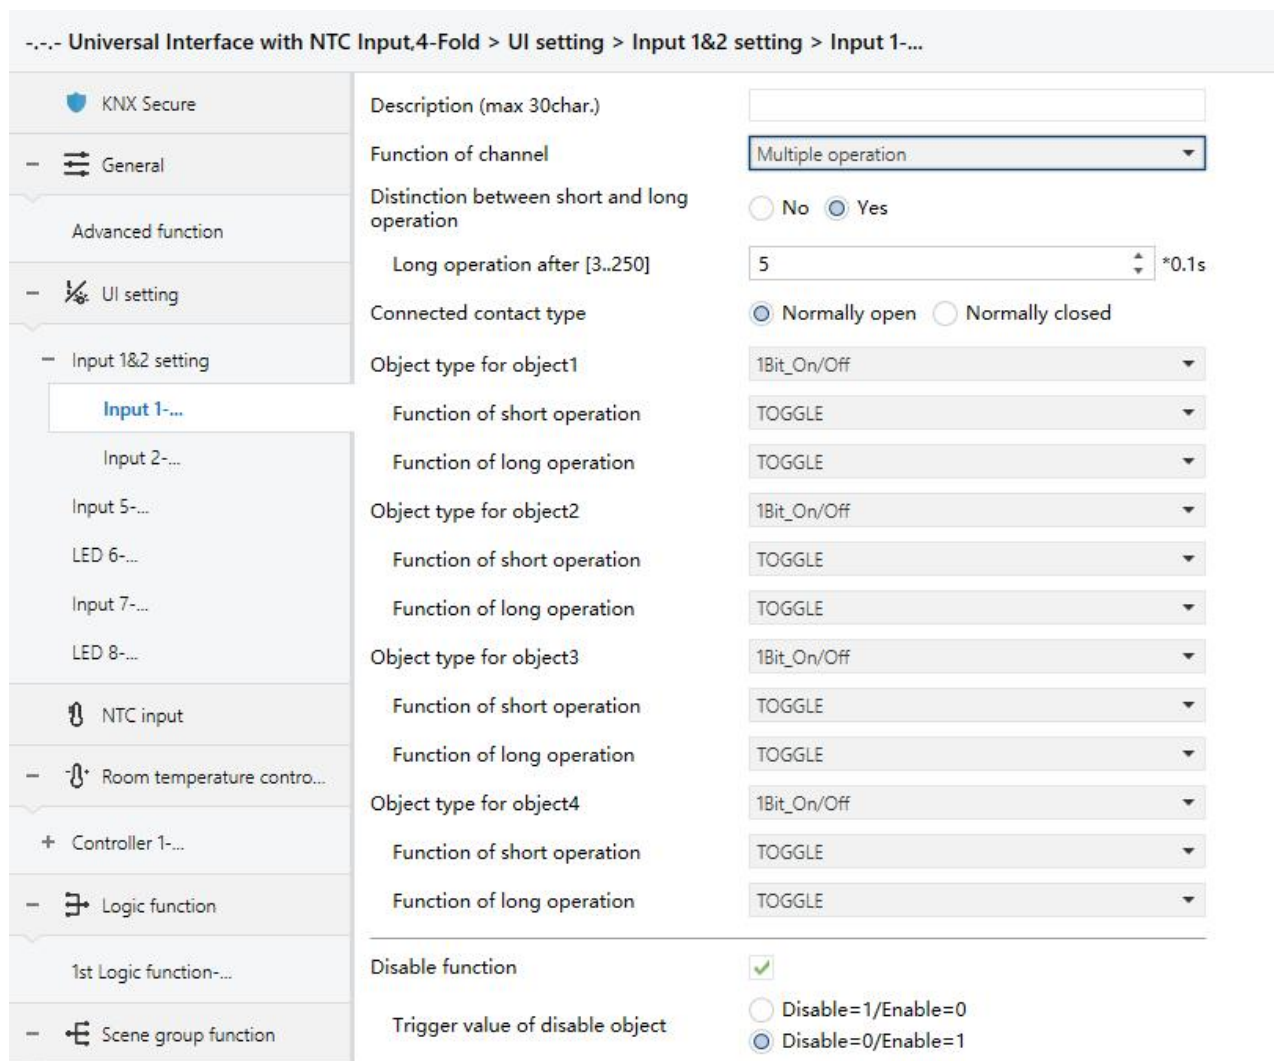 -.-.- Universal Interface with NTC Input,4-Fold > UI setting > Input 1&2 setting > Input 1-...
KNX Secure
General
Advanced function
UI setting
Input 1&2 setting
Input 1-...
Input 2-...
Input 5-...
LED 6-...
Input 7-...
LED 8-...
NTC input
Room temperature contro...
Controller 1-...
Logic function
1st Logic function-...
Scene group function
Description (max 30char.)
Function of channel Multiple operation
Distinction between short and long
operation No Yes
Long operation after [3..250] 5 *0.1s
Connected contact type Normally open Normally closed
Object type for object1 1Bit_On/Off
Function of short operation TOGGLE
Function of long operation TOGGLE
Object type for object2 1Bit_On/Off
Function of short operation TOGGLE
Function of long operation TOGGLE
Object type for object3 1Bit_On/Off
Function of short operation TOGGLE
Function of long operation TOGGLE
Object type for object4 1Bit_On/Off
Function of short operation TOGGLE
Function of long operation TOGGLE
Disable function
Trigger value of disable object
Disable=1/Enable=0
Disable=0/Enable=1